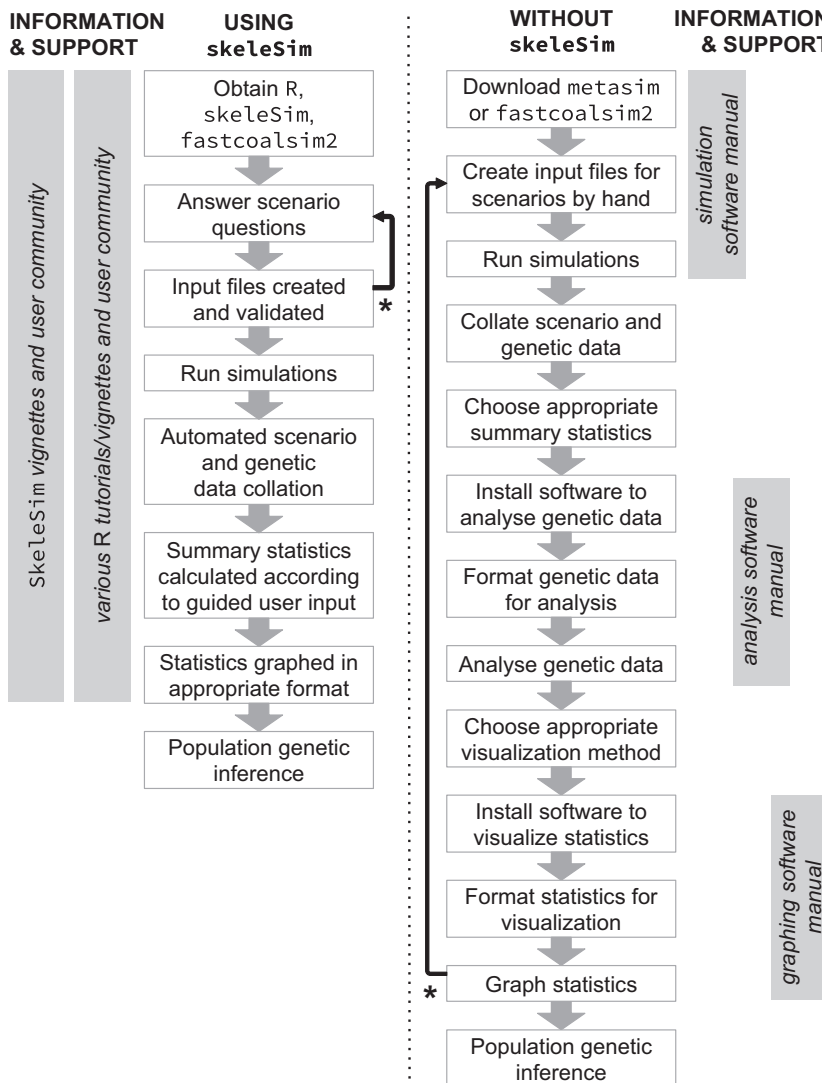 INFORMATION
& SUPPORT
USING
skeleSim
SkeleSim vignettes and user community
various R tutorials/vignettes and user community
Obtain R,
skeleSim,
fastcoalsim2
Answer scenario
questions
Input files created
and validated
*
Run simulations
Automated scenario
and genetic
data collation
Summary statistics
calculated according
to guided user input
Statistics graphed in
appropriate format
Population genetic
inference
WITHOUT
skeleSim
INFORMATION
& SUPPORT
Download metasim
or fastcoalsim2
Create input files for
scenarios by hand
Run simulations
Collate scenario and
genetic data
Choose appropriate
summary statistics
Install software to
analyse genetic data
Format genetic data
for analysis
Analyse genetic data
Choose appropriate
visualization method
Install software to
visualize statistics
Format statistics for
visualization
Graph statistics
*
Population genetic
inference
simulation
software manual
analysis software
manual
graphing software
manual